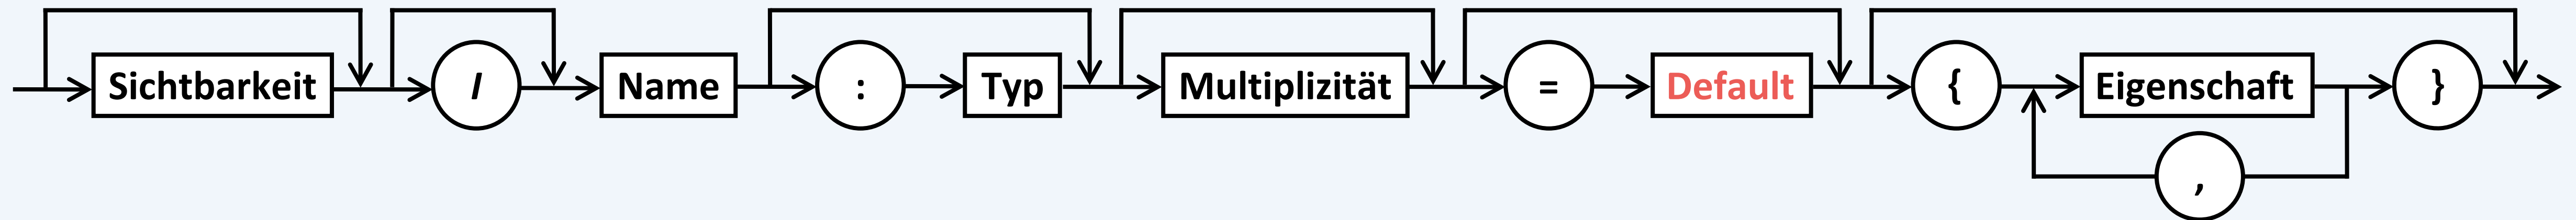 Sichtbarkeit / Name : Typ Multiplizität = Default { Eigenschaft }
,